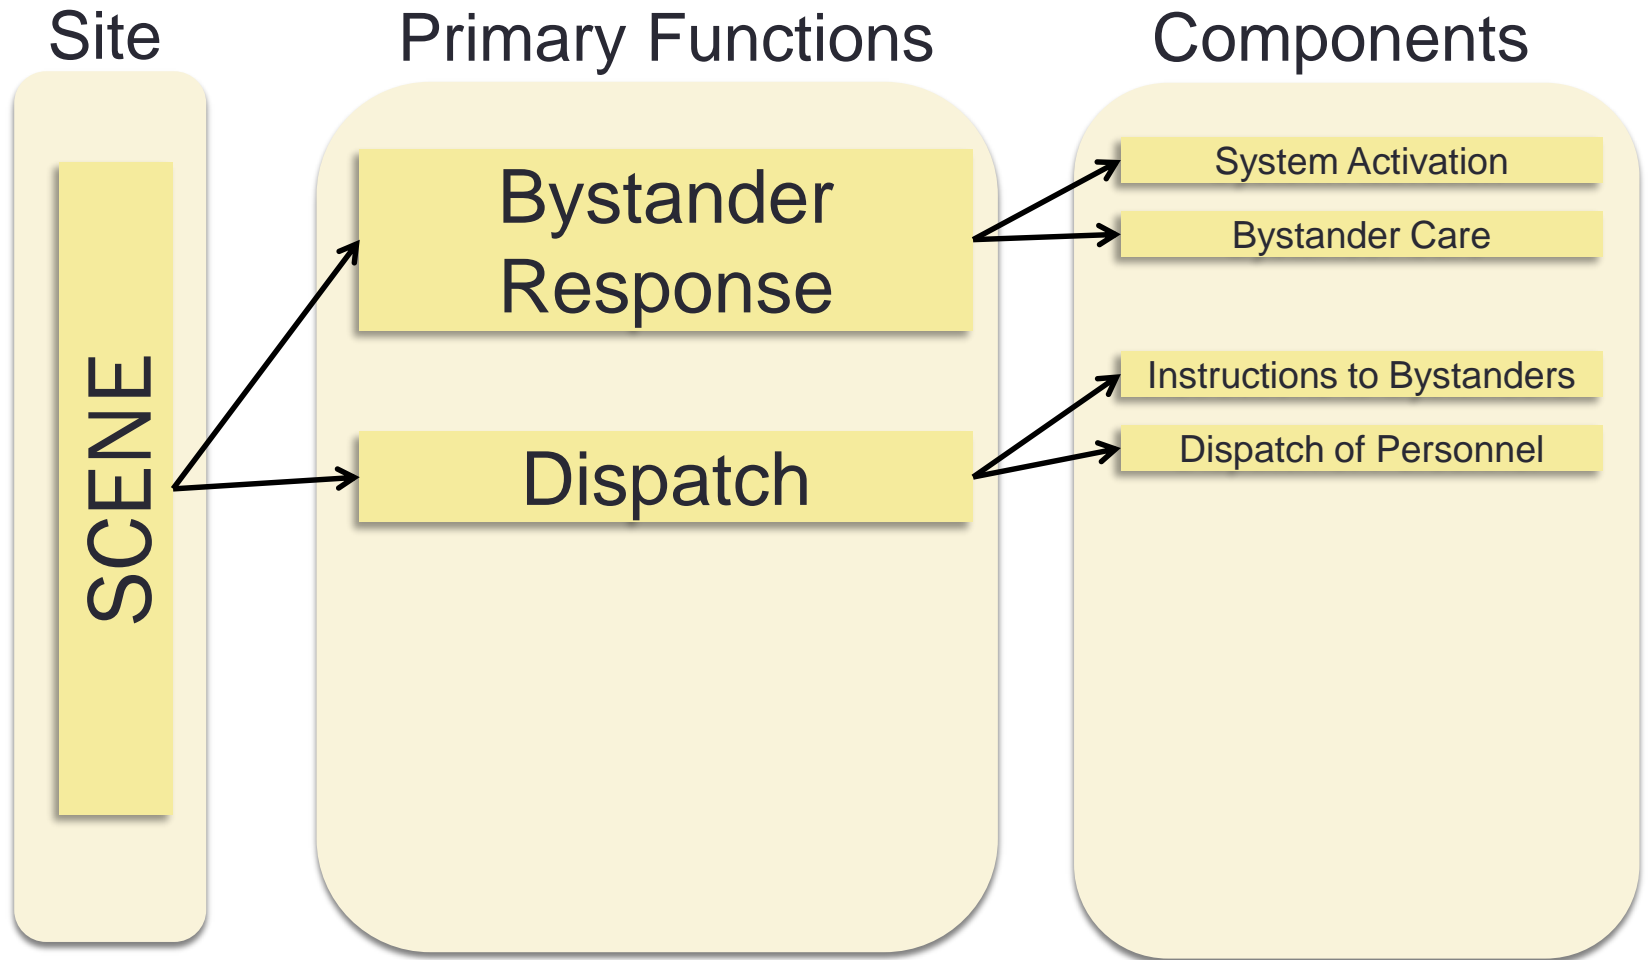 Site
Primary Functions
Components
SCENE
Bystander
Response
Dispatch
System Activation
Bystander Care
Instructions to Bystanders
Dispatch of Personnel